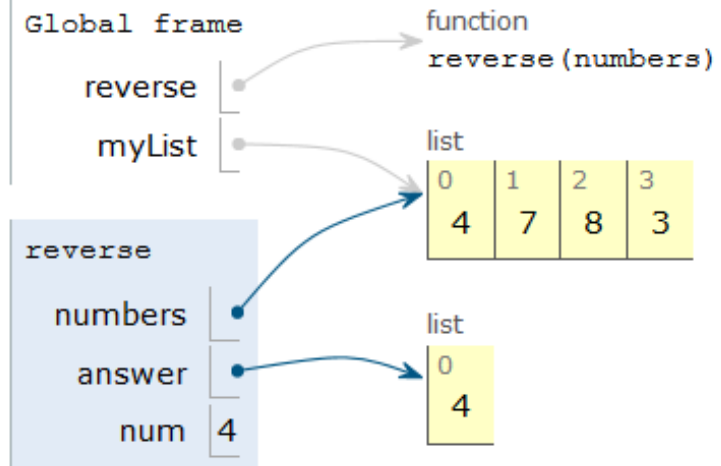 Global frame
reverse
myList
function
reverse(numbers)
list
0 1 2 3
4 7 8 3
reverse
numbers
answer
num 4
list
0
4